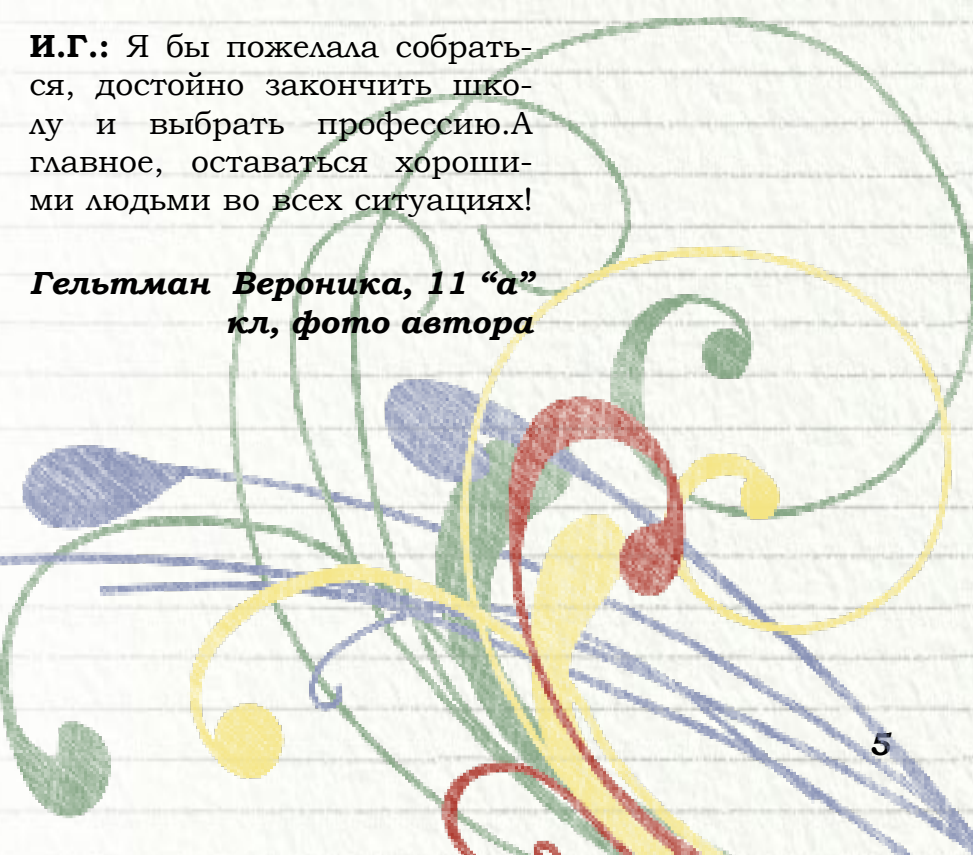 И.Г.: Я бы пожелала собрать-
ся, достойно закончить шко-
лу и выбрать профессию.А
главное, оставаться хороши-
ми людьми во всех ситуациях!
Гельтман Вероника, 11 “а”
кл, фото автора
5